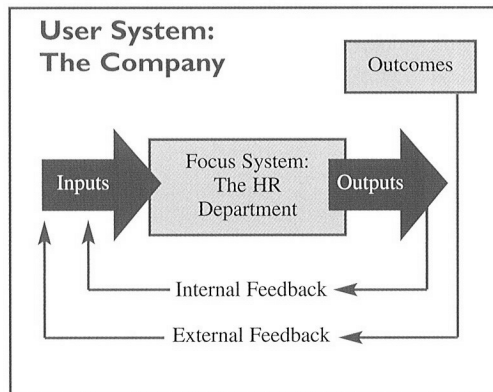 User System:
The Company
Outcomes
Inputs
Focus System:
The HR
Department
Outputs
Internal Feedback
External Feedback